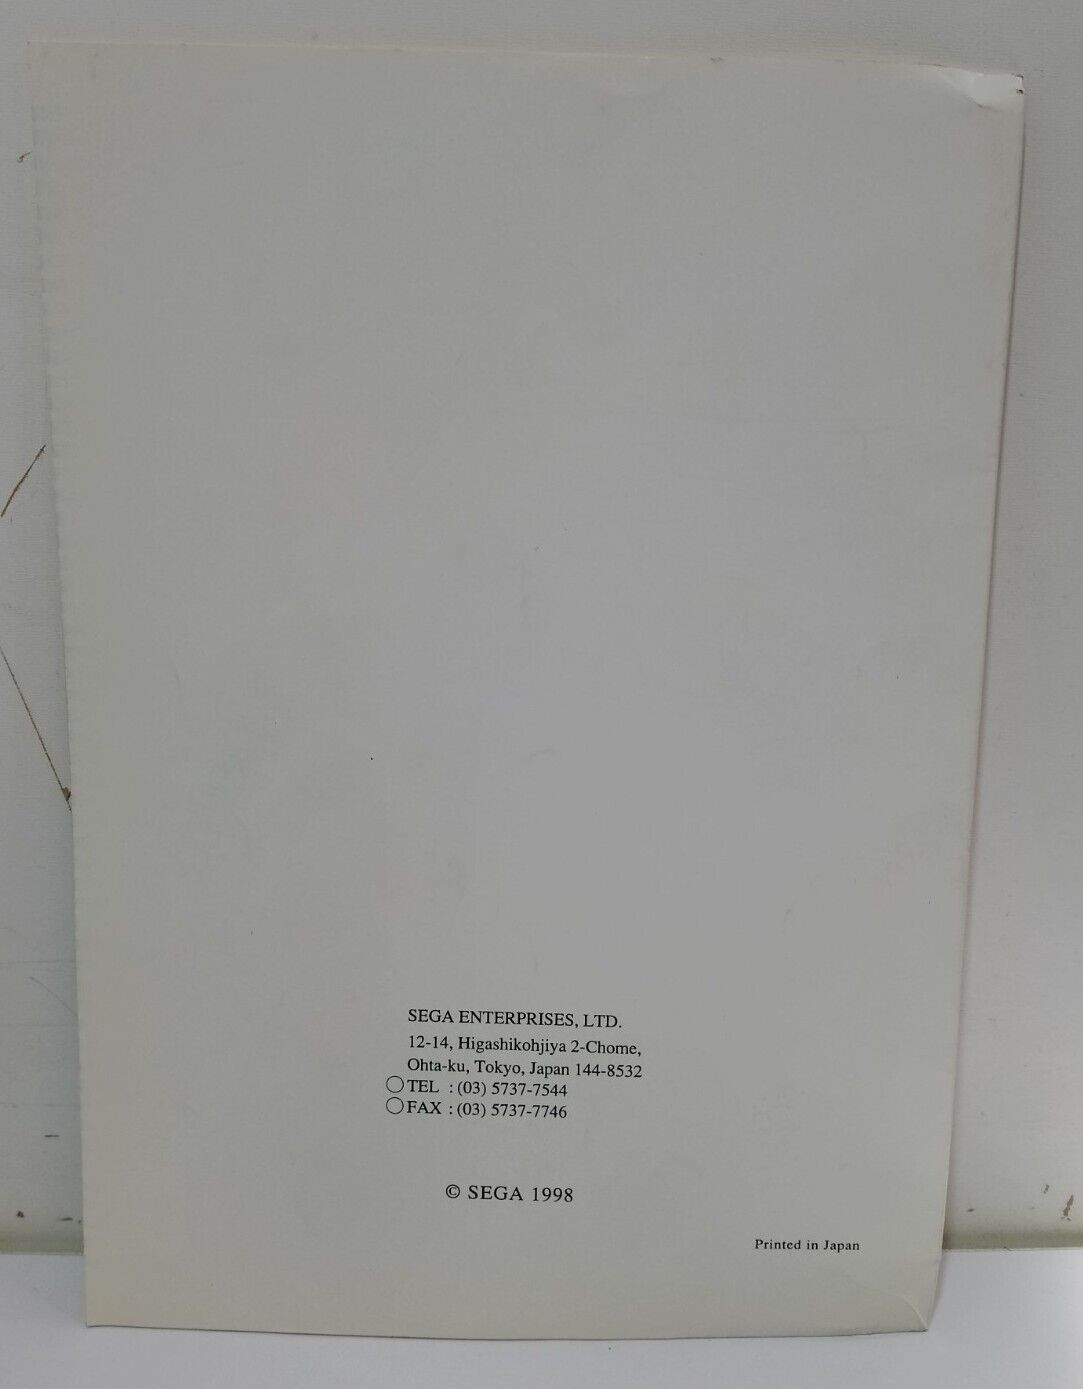 SEGA ENTERPRISES, LTD.
12-14, Higashikohjiya 2-Chome,
Ohta-ku, Tokyo, Japan 144-8532
○TEL : (03) 5737-7544
○FAX : (03) 5737-7746
© SEGA 1998
Printed in Japan